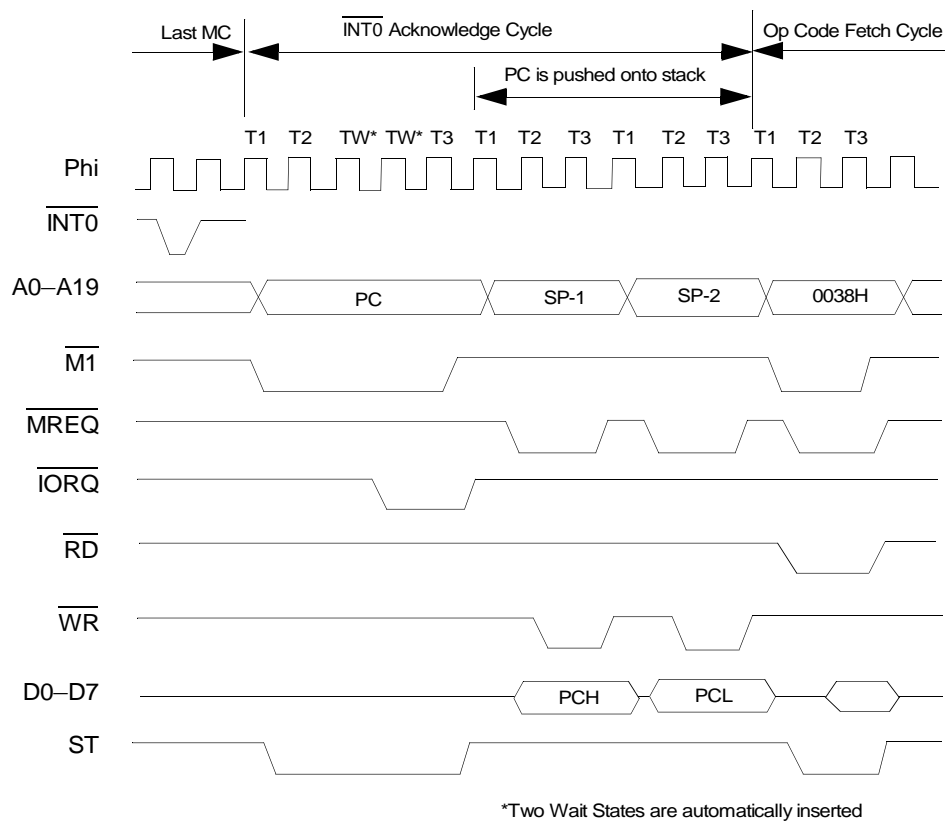 Last MC INT0 Acknowledge Cycle Op Code Fetch Cycle
PC is pushed onto stack
T1 T2 TW* TW* T3 T1 T2 T3 T1 T2 T3 T1 T2 T3
Phi
INT0
A0–A19 PC SP-1 SP-2 0038H
M1
MREQ
IORQ
RD
WR
D0–D7 PCH PCL
ST
*Two Wait States are automatically inserted